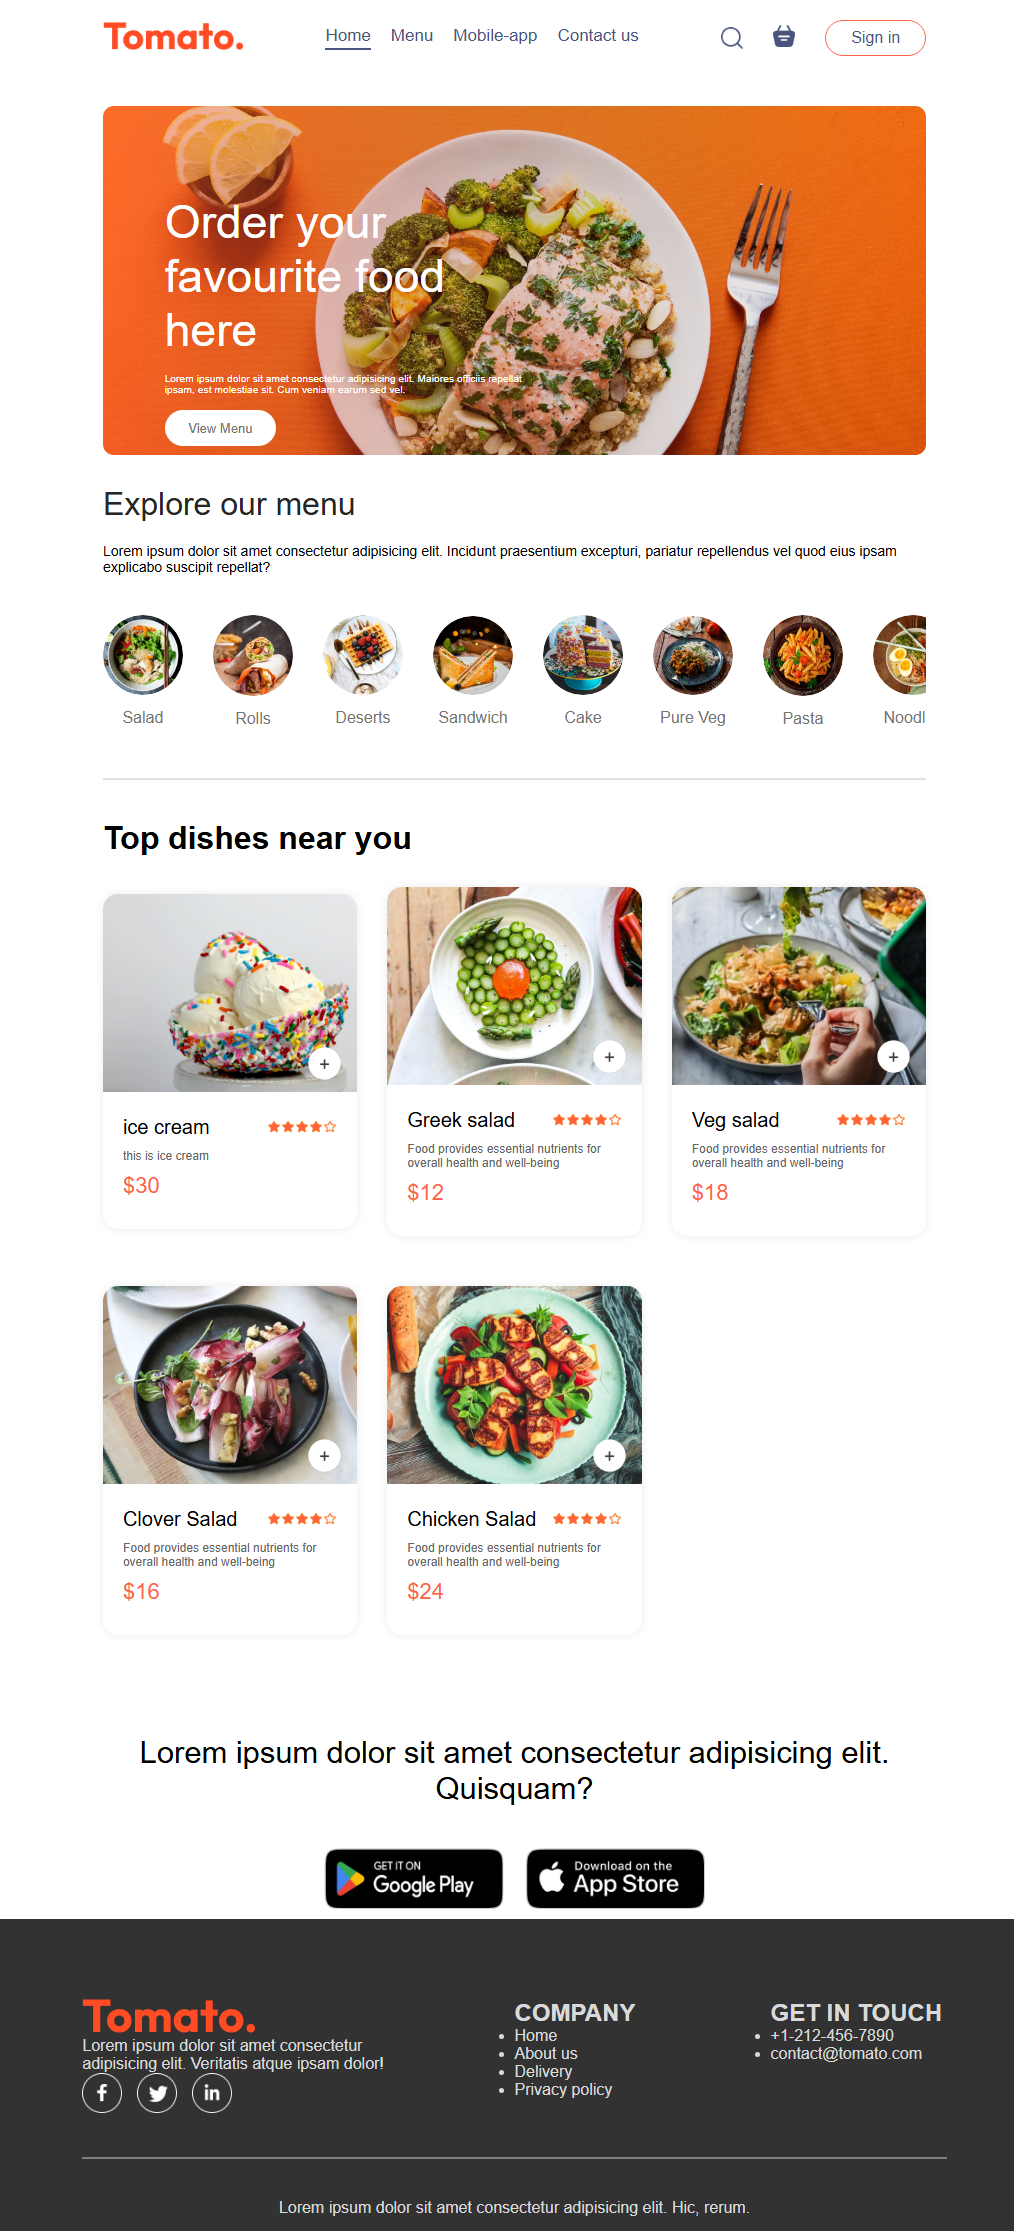 Tomato.
Home Menu Mobile-app Contact us
Sign in
Order your
favourite food
here
Lorem ipsum dolor sit amet consectetur adipisicing elit. Maiores officiis repellat
ipsam, est molestiae sit. Cum veniam earum sed vel.
View Menu
Explore our menu
Lorem ipsum dolor sit amet consectetur adipisicing elit. Incidunt praesentium excepturi, pariatur repellendus vel quod eius ipsam
explicabo suscipit repellat?
Salad Rolls Deserts Sandwich Cake Pure Veg Pasta Noodl
Top dishes near you
ice cream
this is ice cream
$30
Greek salad
Food provides essential nutrients for
overall health and well-being
$12
Veg salad
Food provides essential nutrients for
overall health and well-being
$18
Clover Salad
Food provides essential nutrients for
overall health and well-being
$16
Chicken Salad
Food provides essential nutrients for
overall health and well-being
$24
Lorem ipsum dolor sit amet consectetur adipisicing elit.
Quisquam?
GET IT ON
Google Play
Download on the
App Store
Tomato.
Lorem ipsum dolor sit amet consectetur
adipisicing elit. Veritatis atque ipsam dolor!
f in
COMPANY
Home
About us
Delivery
Privacy policy
GET IN TOUCH
+1-212-456-7890
contact@tomato.com
Lorem ipsum dolor sit amet consectetur adipisicing elit. Hic, rerum.